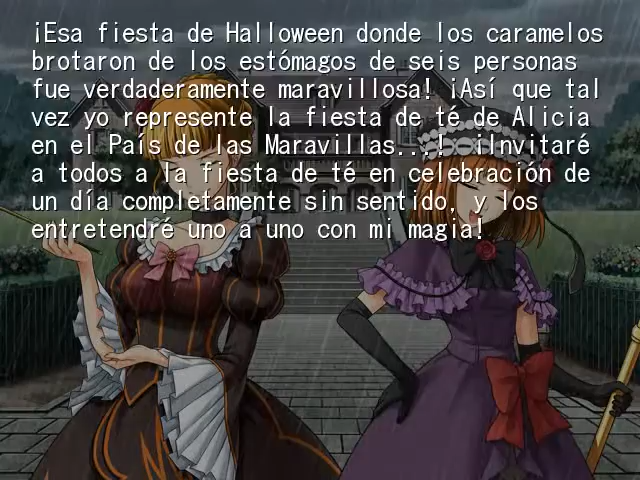 ¡Esa fiesta de Halloween donde los caramelos
brotaron de los estómagos de seis personas
fue verdaderamente maravillosa! ¡Así que tal
vez yo represente la fiesta de té de Alicia
en el País de las Maravillas...! ¡Invitaré
a todos a la fiesta de té en celebración de
un día completamente sin sentido, y los
entretendré uno a uno con mi magia!